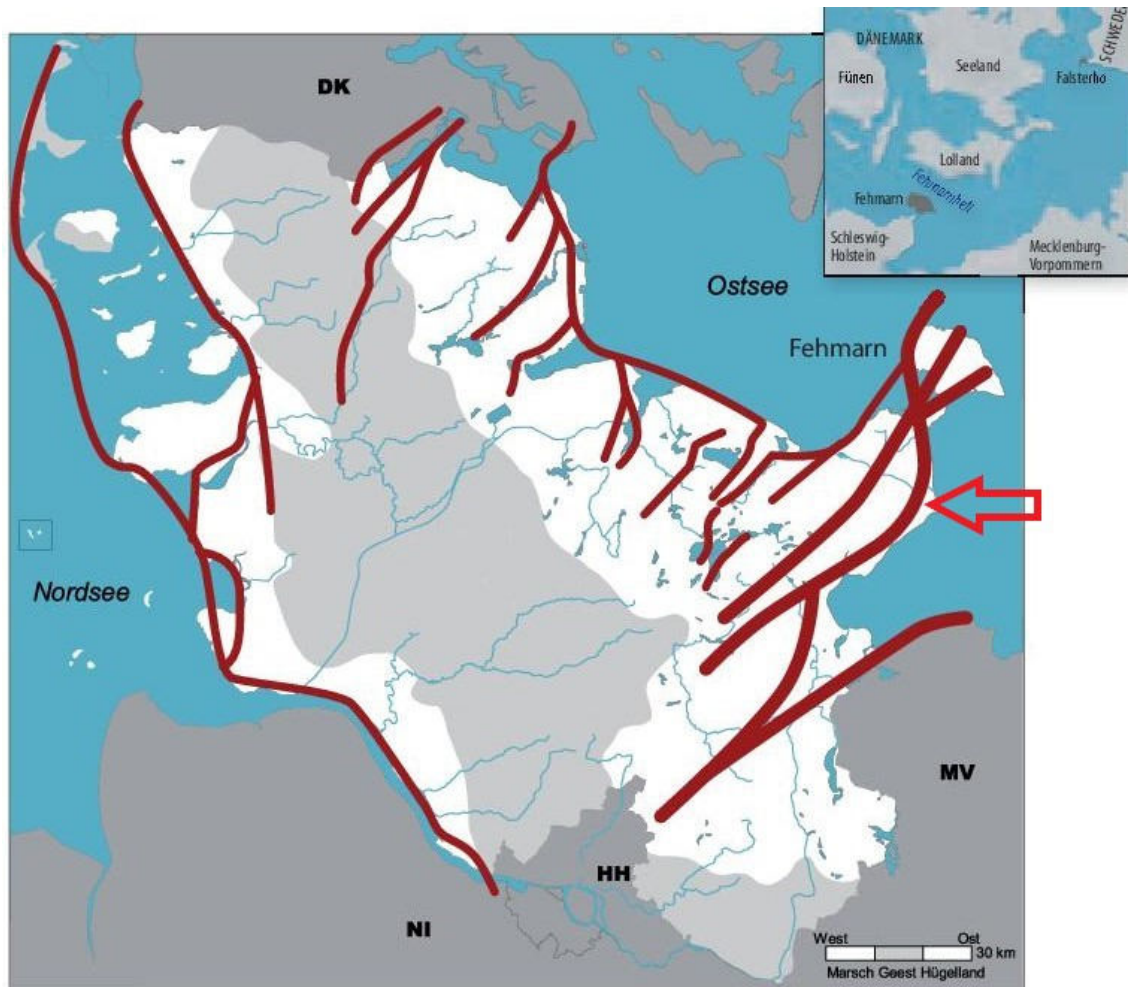 DÄNEMARK
SCHWEDE
Fünen
Seeland
Falsterbo
Lolland
Fehmarnbelt
Fehmarn
Schleswig-
Holstein
Mecklenburg-
Vorpommern
DK
Ostsee
Fehmarn
Nordsee
MV
HH
NI
West
Ost
30 km
Marsch Geest Hügelland